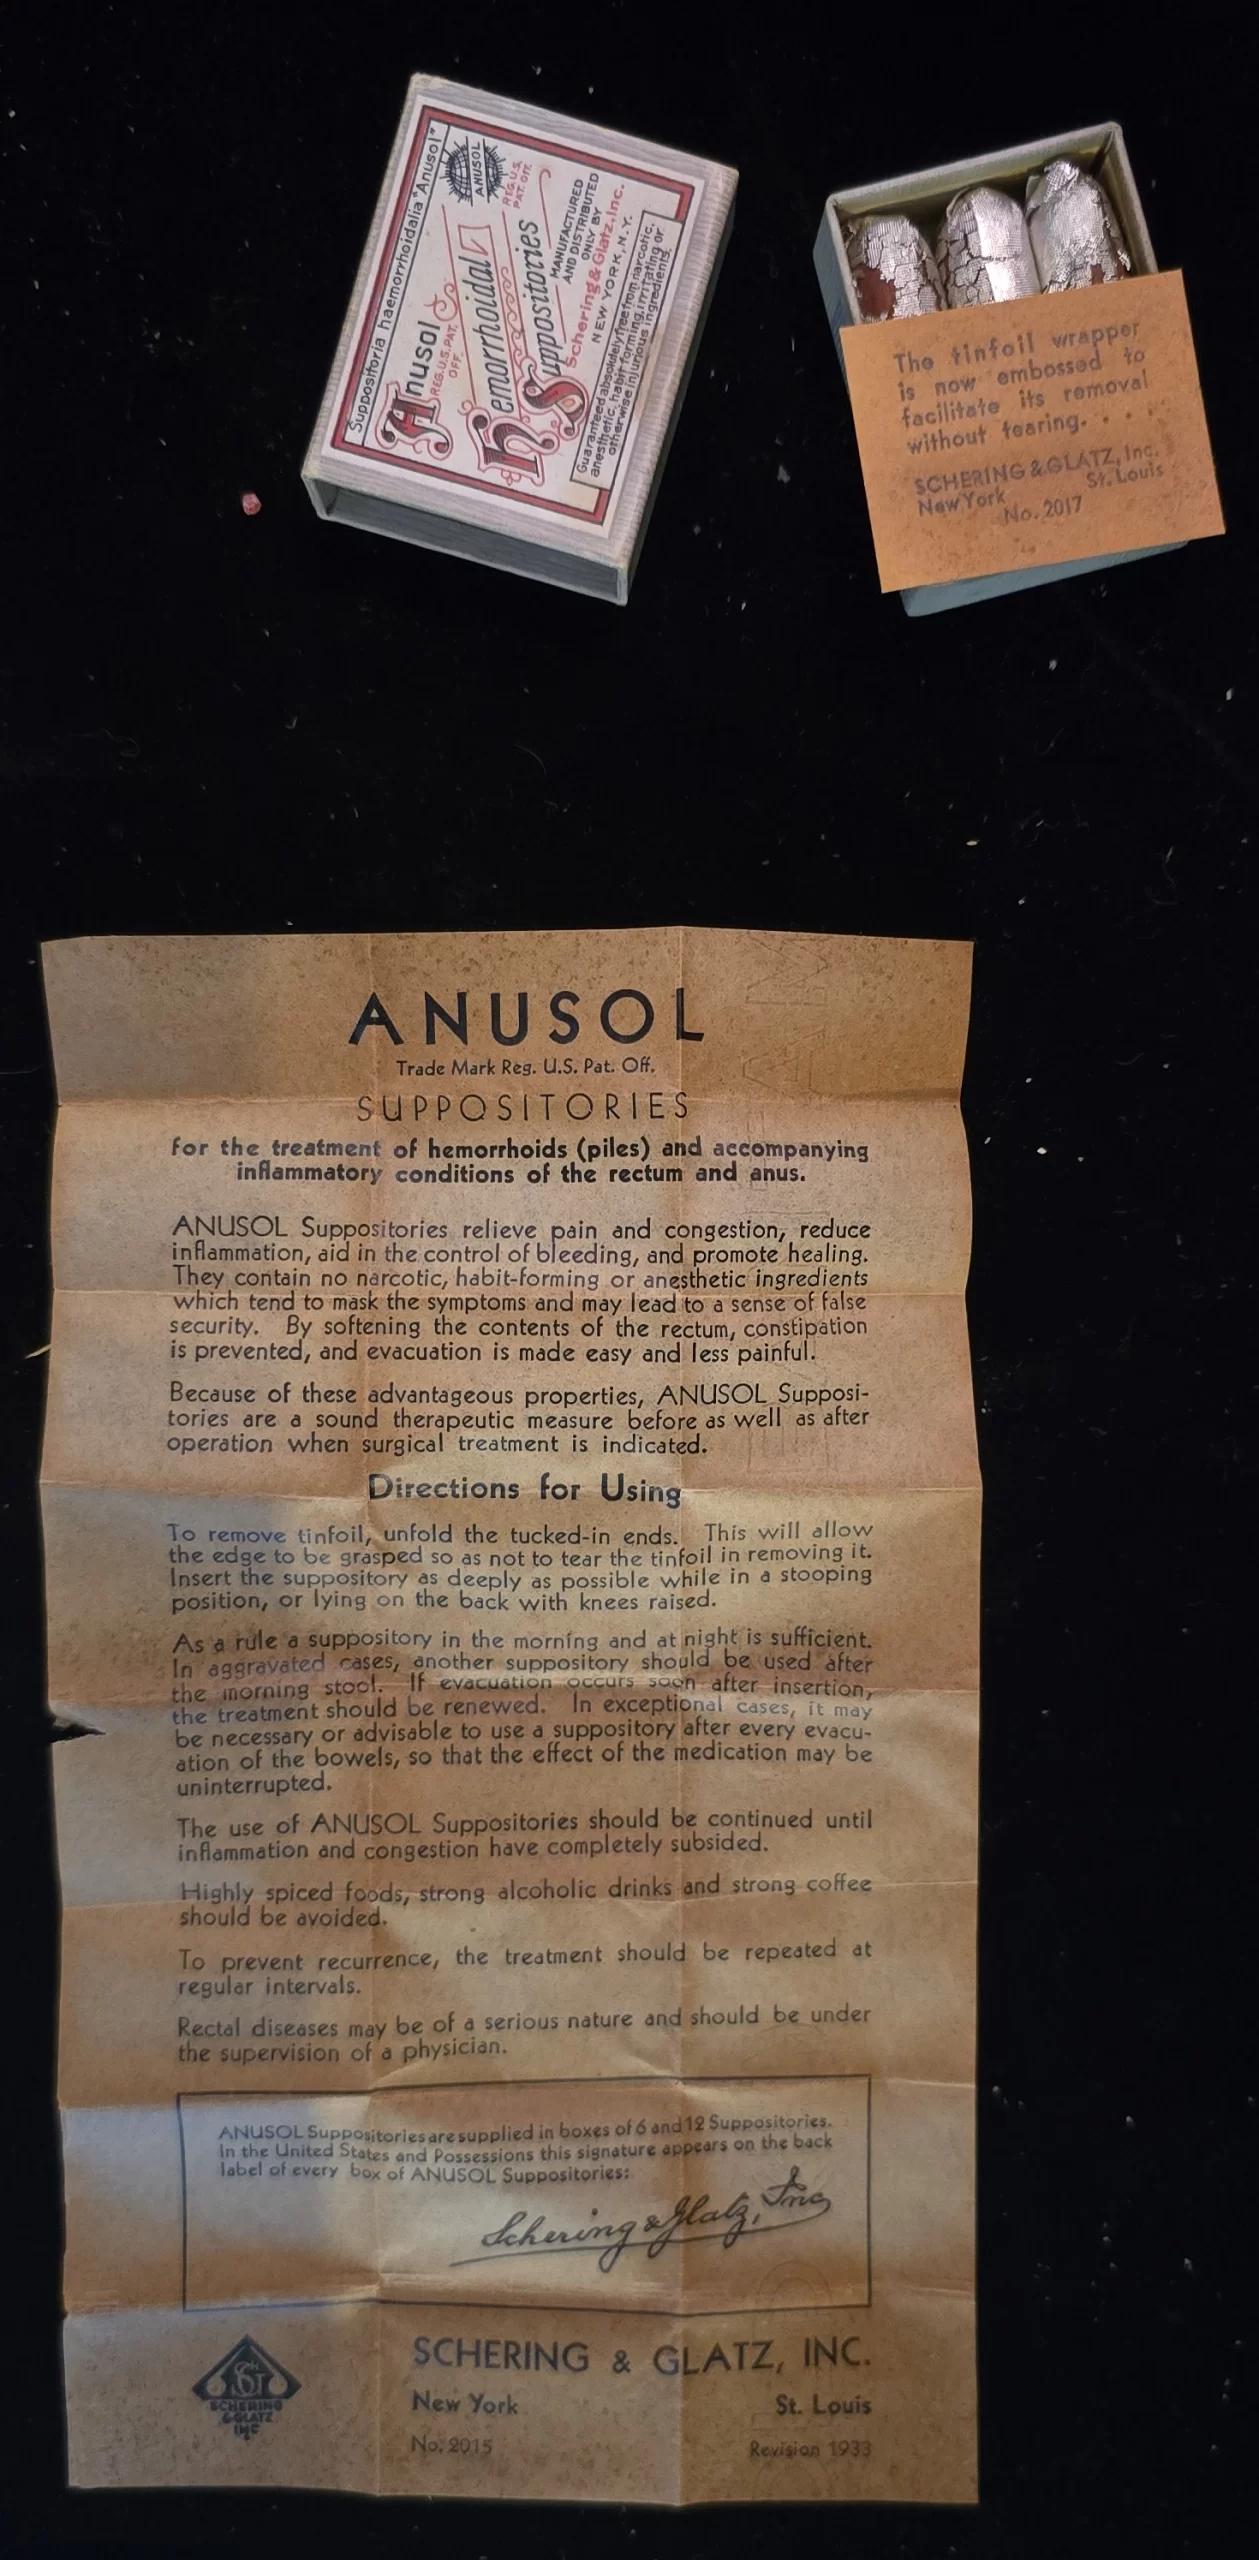 Suppositoria haemorrhoidalia "Anusol"
ANUSOL
REG. U.S.
PAT. OFF.
Anusol
REG. U.S. PAT.
OFF.
Hemorrhoidal
Suppositories
MANUFACTURED
AND DISTRIBUTED
ONLY BY
Schering & Glatz, Inc.
NEW YORK, N.Y.
Guaranteed absolutely free from narcotic,
anesthetic, habit forming, irritating or
otherwise injurious ingredients.
The tinfoil wrapper
is now embossed to
facilitate its removal
without tearing. . . .
SCHERING & GLATZ, Inc.
New York St. Louis
No. 2017
ANUSOL
Trade Mark Reg. U.S. Pat. Off.
SUPPOSITORIES
for the treatment of hemorrhoids (piles) and accompanying
inflammatory conditions of the rectum and anus.
ANUSOL Suppositories relieve pain and congestion, reduce
inflammation, aid in the control of bleeding, and promote healing.
They contain no narcotic, habit-forming or anesthetic ingredients
which tend to mask the symptoms and may lead to a sense of false
security. By softening the contents of the rectum, constipation
is prevented, and evacuation is made easy and less painful.
Because of these advantageous properties, ANUSOL Supposi-
tories are a sound therapeutic measure before as well as after
operation when surgical treatment is indicated.
Directions for Using
To remove tinfoil, unfold the tucked-in ends. This will allow
the edge to be grasped so as not to tear the tinfoil in removing it.
Insert the suppository as deeply as possible while in a stooping
position, or lying on the back with knees raised.
As a rule a suppository in the morning and at night is sufficient.
In aggravated cases, another suppository should be used after
the morning stool. If evacuation occurs soon after insertion,
the treatment should be renewed. In exceptional cases, it may
be necessary or advisable to use a suppository after every evacu-
ation of the bowels, so that the effect of the medication may be
uninterrupted.
The use of ANUSOL Suppositories should be continued until
inflammation and congestion have completely subsided.
Highly spiced foods, strong alcoholic drinks and strong coffee
should be avoided.
To prevent recurrence, the treatment should be repeated at
regular intervals.
Rectal diseases may be of a serious nature and should be under
the supervision of a physician.
ANUSOL Suppositories are supplied in boxes of 6 and 12 Suppositories.
In the United States and Possessions this signature appears on the back
label of every box of ANUSOL Suppositories:
Schering & Glatz, Inc
SCHERING
& GLATZ
INC
SCHERING & GLATZ, INC.
New York St. Louis
No. 2015 Revision 1933